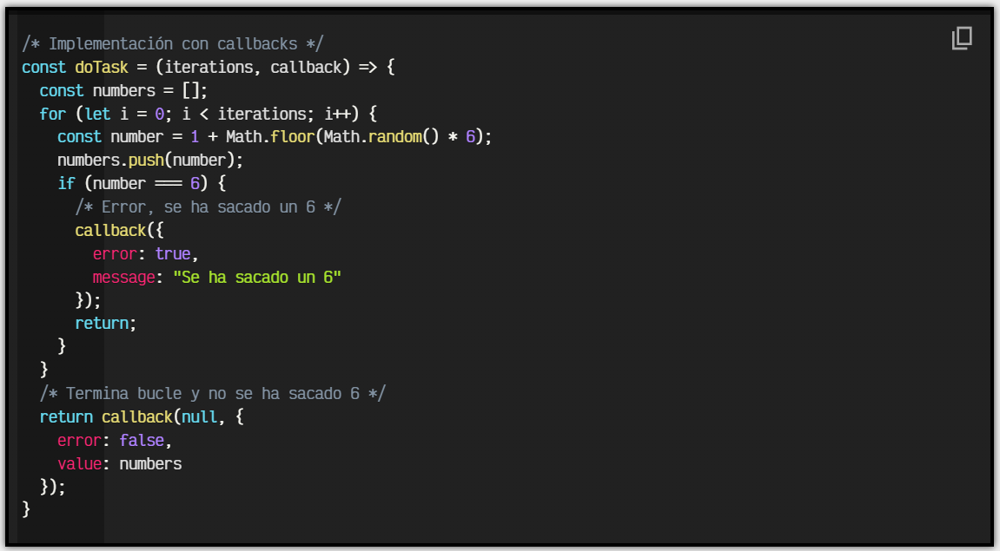 /* Implementación con callbacks */
const doTask = (iterations, callback) => {
  const numbers = [];
  for (let i = 0; i < iterations; i++) {
    const number = 1 + Math.floor(Math.random() * 6);
    numbers.push(number);
    if (number === 6) {
      /* Error, se ha sacado un 6 */
      callback({
        error: true,
        message: "Se ha sacado un 6"
      });
      return;
    }
  }
  /* Termina bucle y no se ha sacado 6 */
  return callback(null, {
    error: false,
    value: numbers
  });
}